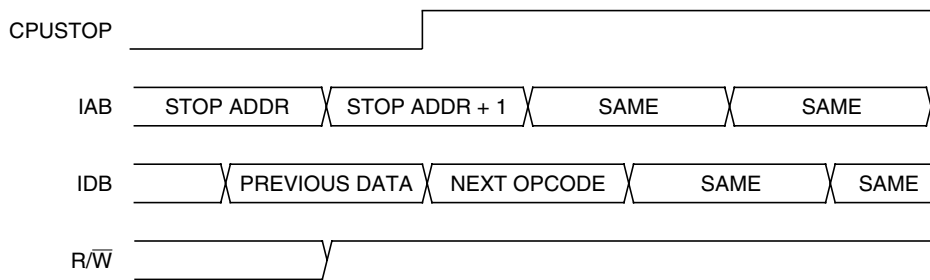 CPUSTOP
IAB STOP ADDR STOP ADDR + 1 SAME SAME
IDB PREVIOUS DATA NEXT OPCODE SAME SAME
R/W̅